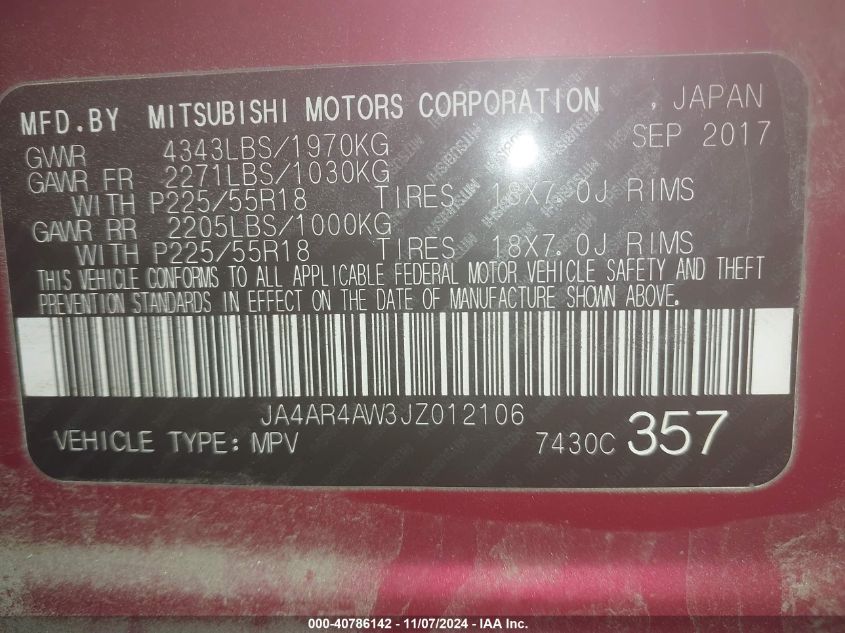 MFD.BY MITSUBISHI MOTORS CORPORATION , JAPAN
SEP 2017
GVWR 4343LBS/1970KG
GAWR FR 2271LBS/1030KG
WITH P225/55R18 TIRES 18X7.0J RIMS
GAWR RR 2205LBS/1000KG
WITH P225/55R18 TIRES 18X7.0J RIMS
THIS VEHICLE CONFORMS TO ALL APPLICABLE FEDERAL MOTOR VEHICLE SAFETY AND THEFT
PREVENTION STANDARDS IN EFFECT ON THE DATE OF MANUFACTURE SHOWN ABOVE.
JA4AR4AW3JZ012106
VEHICLE TYPE: MPV 7430C 357
000-40786142 - 11/07/2024 - IAA Inc.